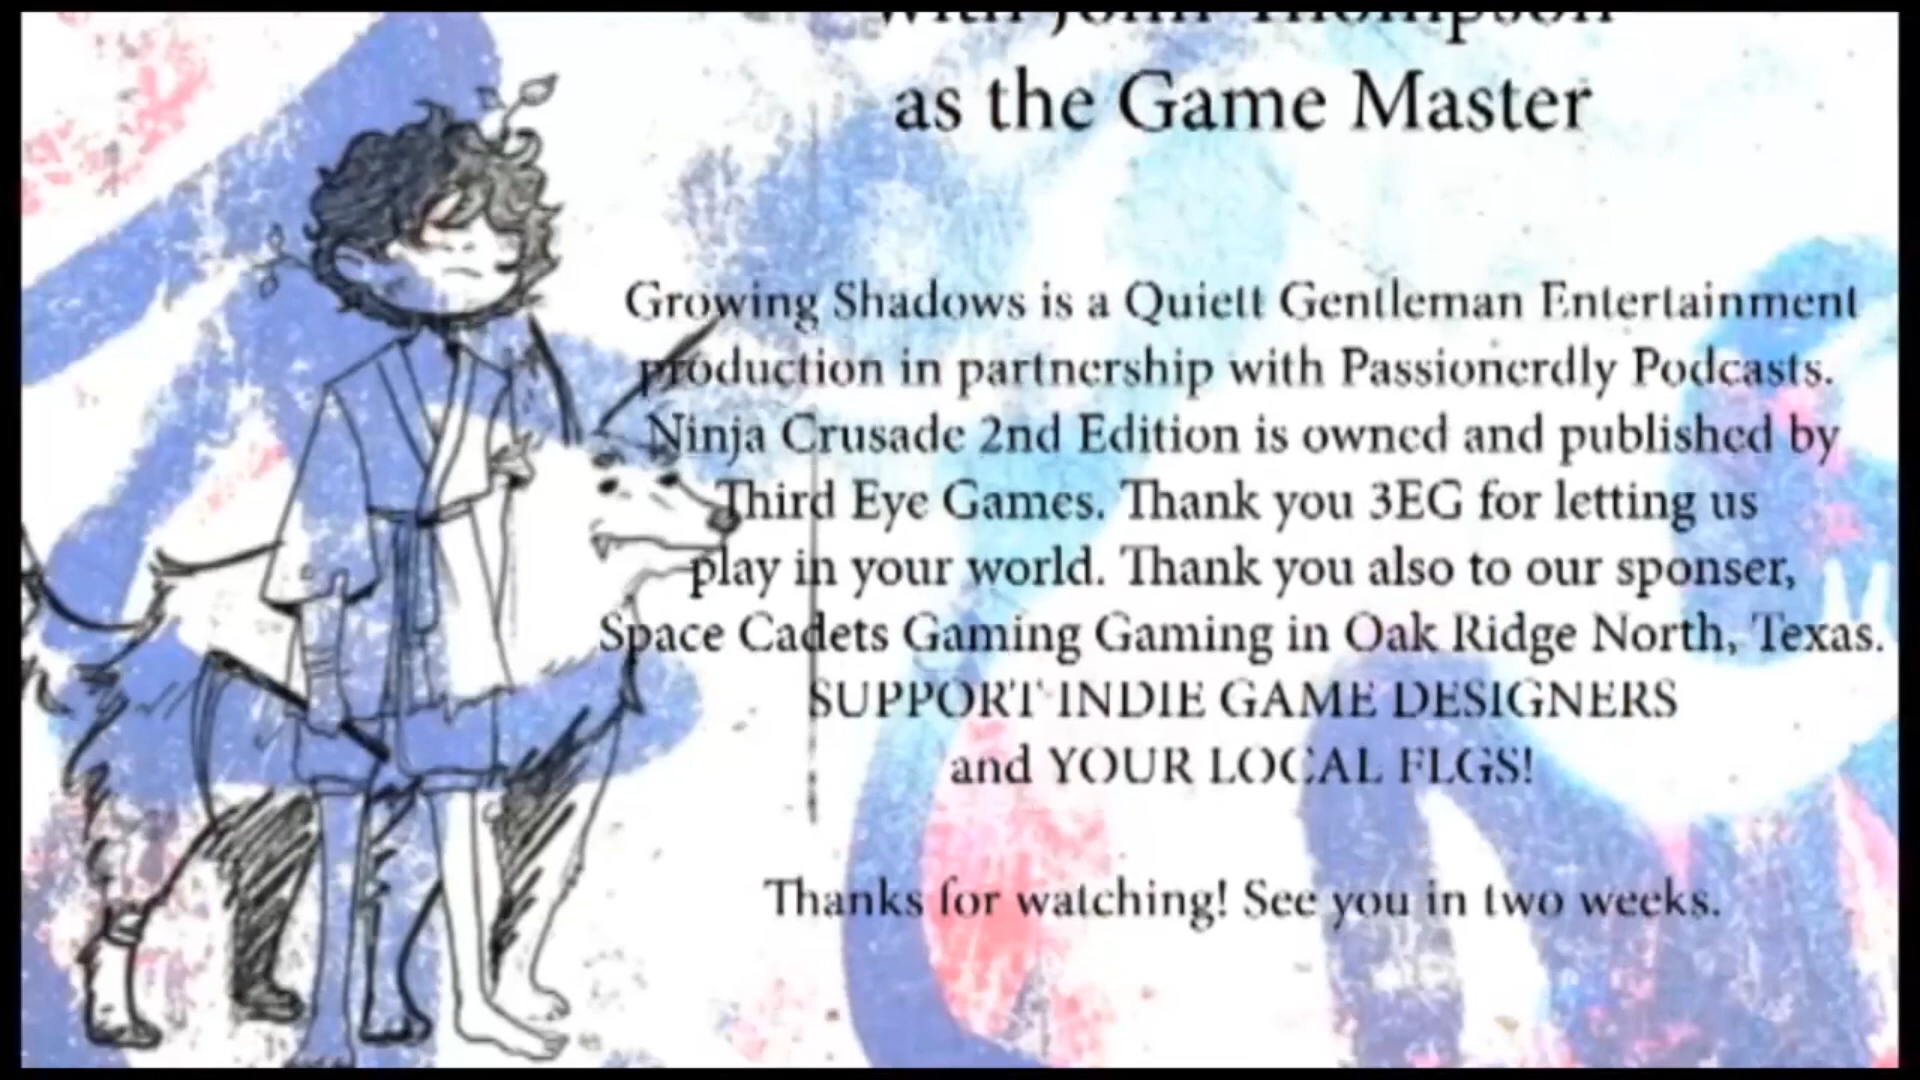 with John Thompson
as the Game Master
Growing Shadows is a Quiett Gentleman Entertainment
production in partnership with Passionerdly Podcasts.
Ninja Crusade 2nd Edition is owned and published by
Third Eye Games. Thank you 3EG for letting us
play in your world. Thank you also to our sponser,
Space Cadets Gaming Gaming in Oak Ridge North, Texas.
SUPPORT INDIE GAME DESIGNERS
and YOUR LOCAL FLGS!
Thanks for watching! See you in two weeks.